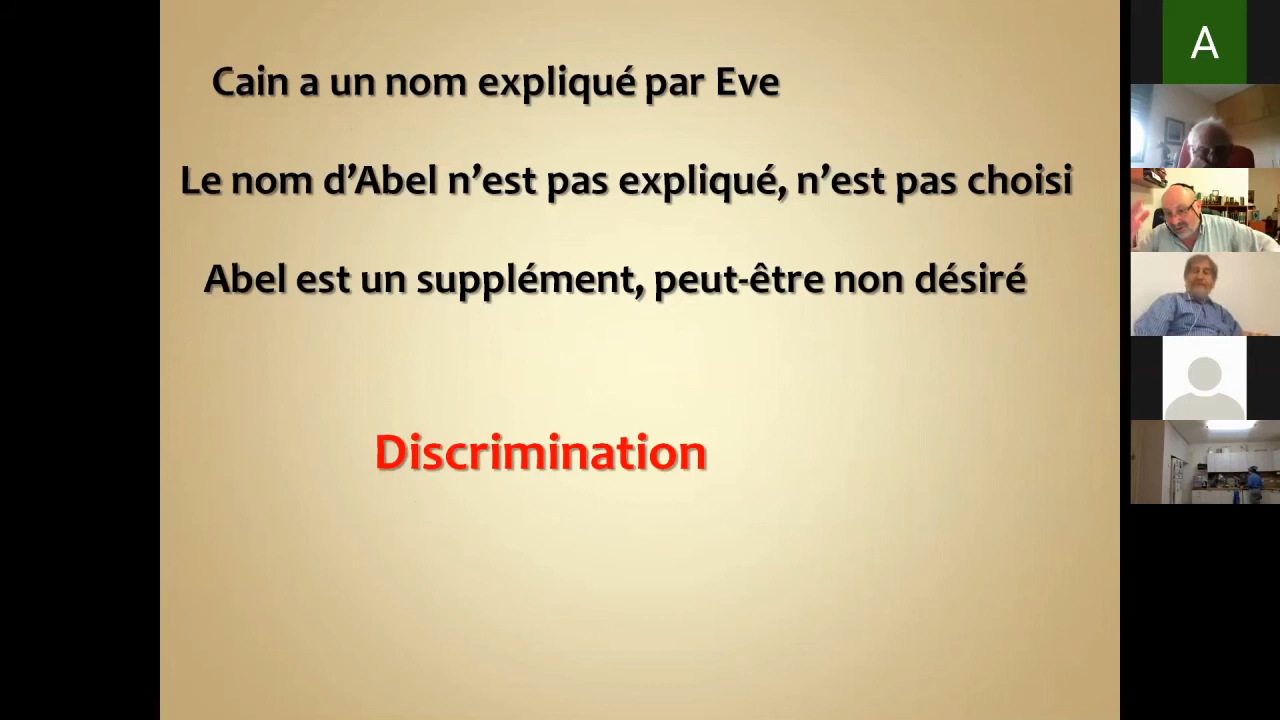 Cain a un nom expliqué par Eve
Le nom d’Abel n’est pas expliqué, n’est pas choisi
Abel est un supplément, peut-être non désiré
Discrimination
A